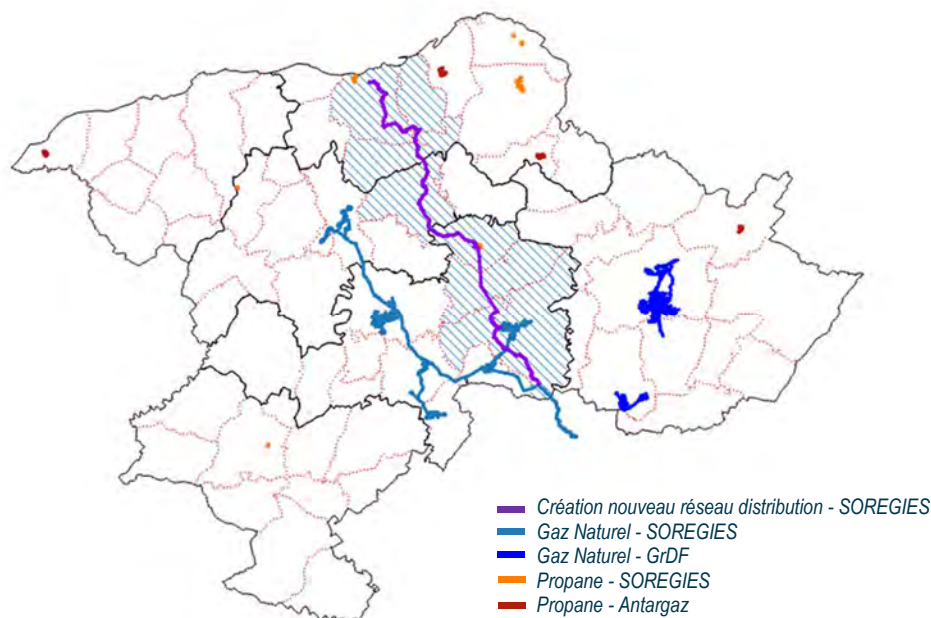 Création nouveau réseau distribution - SOREGIES
Gaz Naturel - SOREGIES
Gaz Naturel - GrDF
Propane - SOREGIES
Propane - Antargaz